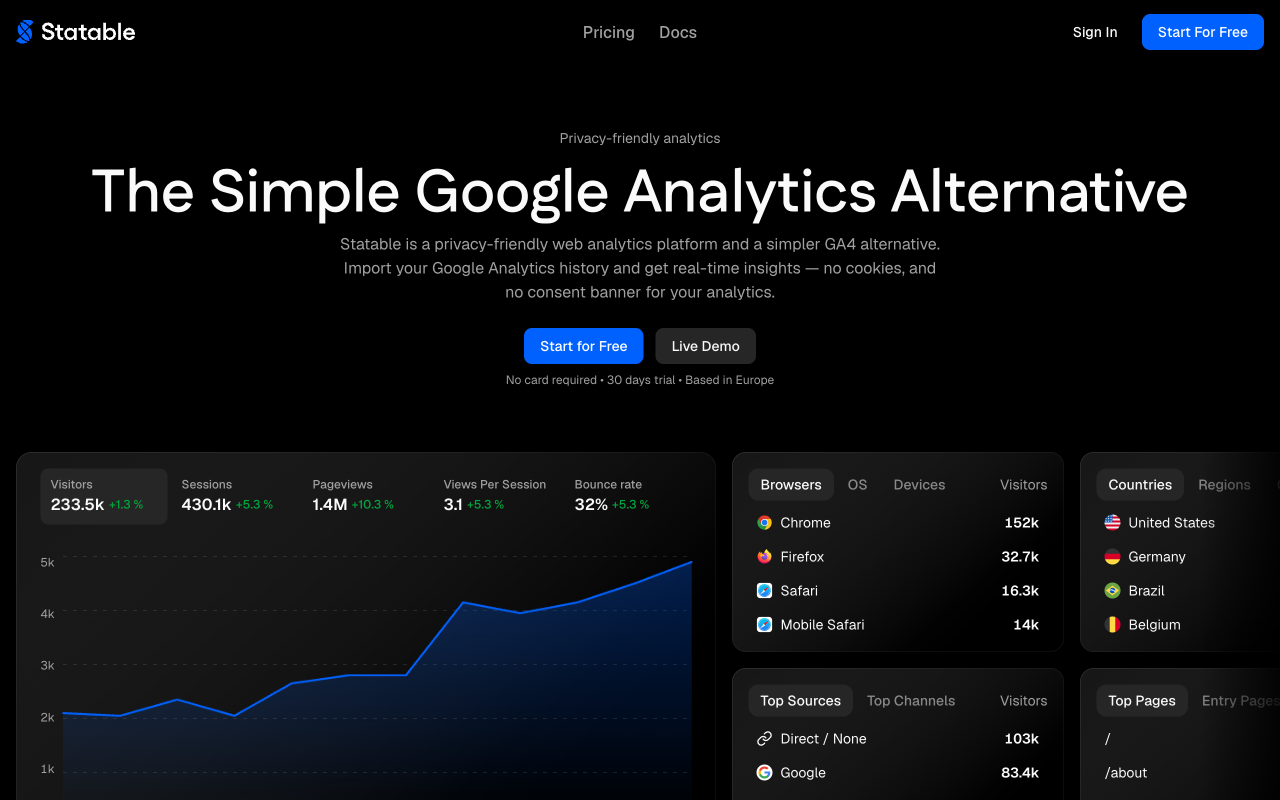 Statable
Pricing Docs
Sign In
Start For Free
Privacy-friendly analytics
The Simple Google Analytics Alternative
Statable is a privacy-friendly web analytics platform and a simpler GA4 alternative.
Import your Google Analytics history and get real-time insights — no cookies, and
no consent banner for your analytics.
Start for Free
Live Demo
No card required • 30 days trial • Based in Europe
Visitors
233.5k +1.3 %
Sessions
430.1k +5.3 %
Pageviews
1.4M +10.3 %
Views Per Session
3.1 +5.3 %
Bounce rate
32% +5.3 %
5k
4k
3k
2k
1k
Browsers OS Devices Visitors
Chrome 152k
Firefox 32.7k
Safari 16.3k
Mobile Safari 14k
Countries Regions
United States
Germany
Brazil
Belgium
Top Sources Top Channels Visitors
Direct / None 103k
Google 83.4k
Top Pages Entry Pages
/
/about